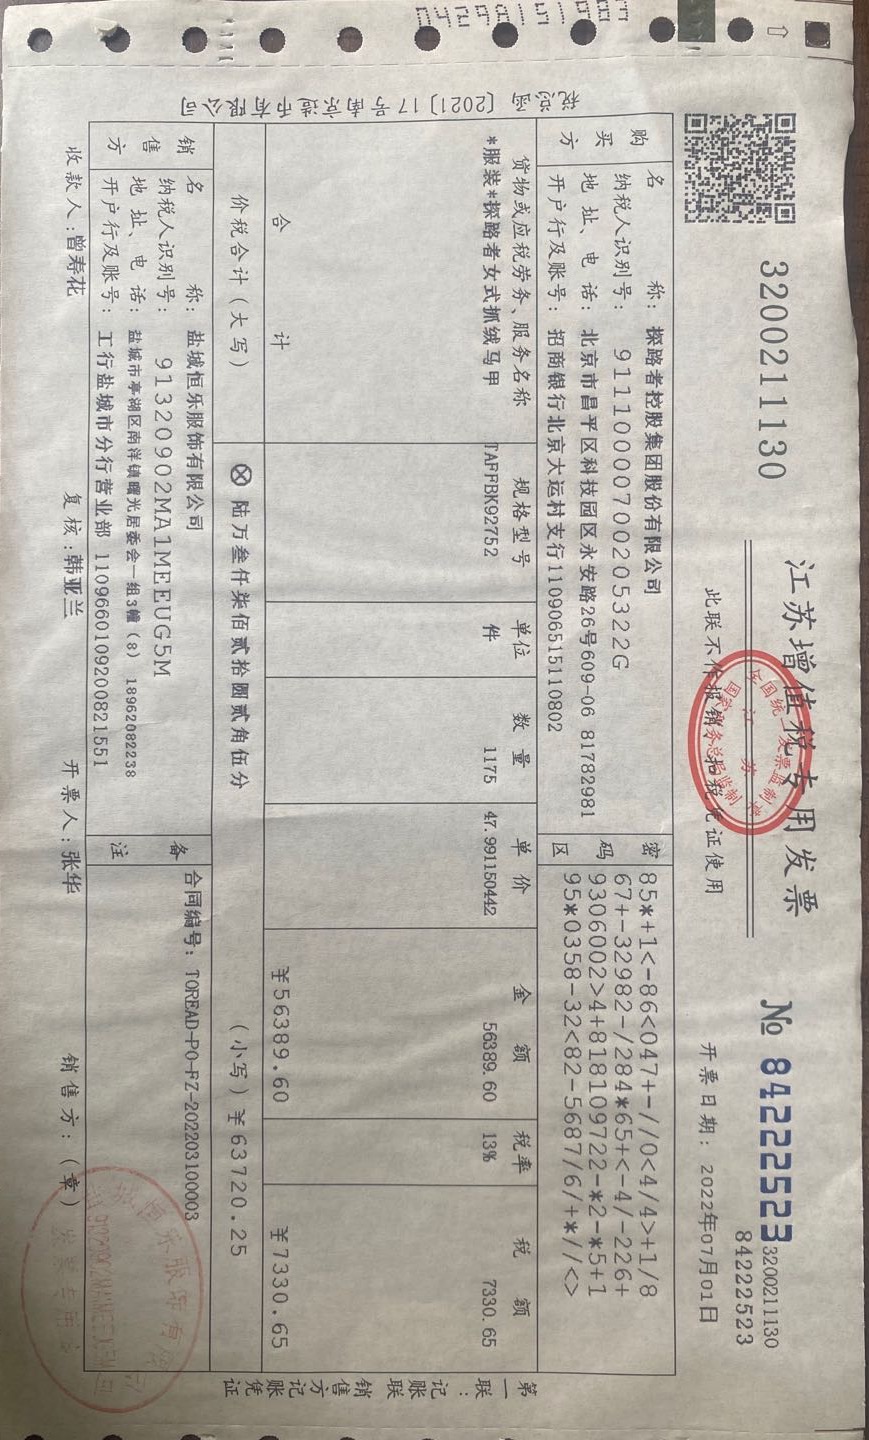 3200211130
江苏增值税专用发票
№ 84222523
3200211130
84222523
此联不作报销、扣税凭证使用
开票日期: 2022年07月01日
税总函〔2021〕17号南京造币有限公司
购买方
名 称: 探路者控股集团股份有限公司
纳税人识别号: 91110000700205322G
地址、电话: 北京市昌平区科技园区永安路26号609-06 81782981
开户行及账号: 招商银行北京大运村支行110906515110802
密码区
85*+1<-86<047+-//0<4/4>+1/8
67+-32982-/284*65+<-4/-226+
9306002>4+818109722-*2-*5+1
95*0358-32<82-5687/6/+*//<>
货物或应税劳务、服务名称 规格型号 单位 数量 单价 金额 税率 税额
*服装*探路者女式抓绒马甲 TAFFBK92752 件 1175 47.991150442 56389.60 13% 7330.65
合 计 ¥56389.60 ¥7330.65
价税合计(大写) ⊗ 陆万叁仟柒佰贰拾圆贰角伍分 (小写) ¥63720.25
销售方
名 称: 盐城恒乐服饰有限公司
纳税人识别号: 91320902MA1MEEUG5M
地址、电话: 盐城市亭湖区南洋镇曙光居委会一组3幢(8) 18962082238
开户行及账号: 工行盐城市分行营业部 1109660109200821551
备注
合同编号: TOREAD-PO-FZ-202203100003
收款人:曾寿花 复核:韩亚兰 开票人:张华 销售方:(章)
第一联:记账联 销售方记账凭证